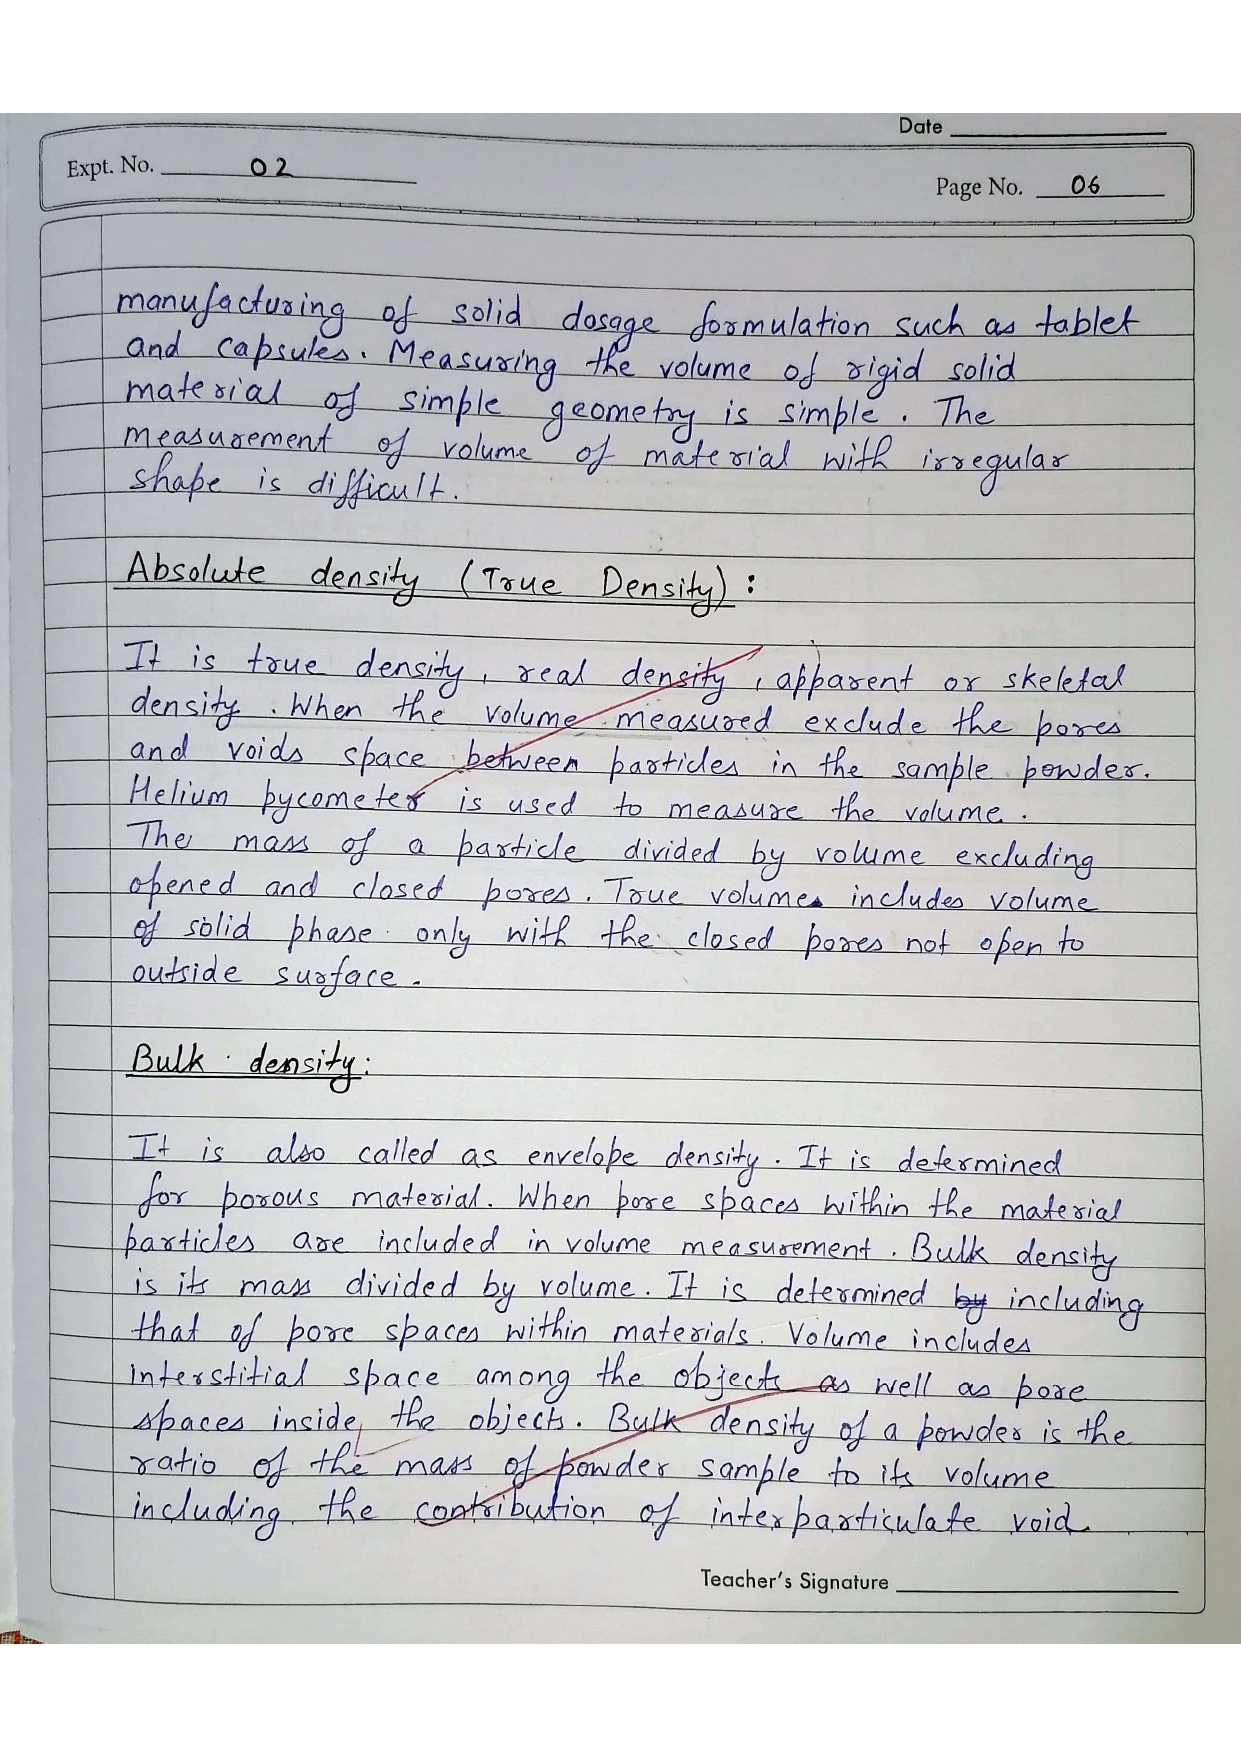 Date
Expt. No. 02
Page No. 06
manufacturing of solid dosage formulation such as tablet
and capsules. Measuring the volume of rigid solid
material of simple geometry is simple. The
measurement of volume of material with irregular
shape is difficult.
Absolute density (True Density) :
It is true density, real density, apparent or skeletal
density. When the volume measured exclude the pores
and voids space between particles in the sample powder.
Helium pycometer is used to measure the volume.
The mass of a particle divided by volume excluding
opened and closed pores. True volumes includes volume
of solid phase only with the closed pores not open to
outside surface.
Bulk density:
It is also called as envelope density. It is determined
for porous material. When pore spaces within the material
particles are included in volume measurement. Bulk density
is its mass divided by volume. It is determined by including
that of pore spaces within materials. Volume includes
interstitial space among the objects as well as pore
spaces inside the objects. Bulk density of a powder is the
ratio of the mass of powder sample to its volume
including the contribution of interparticulate void.
Teacher's Signature